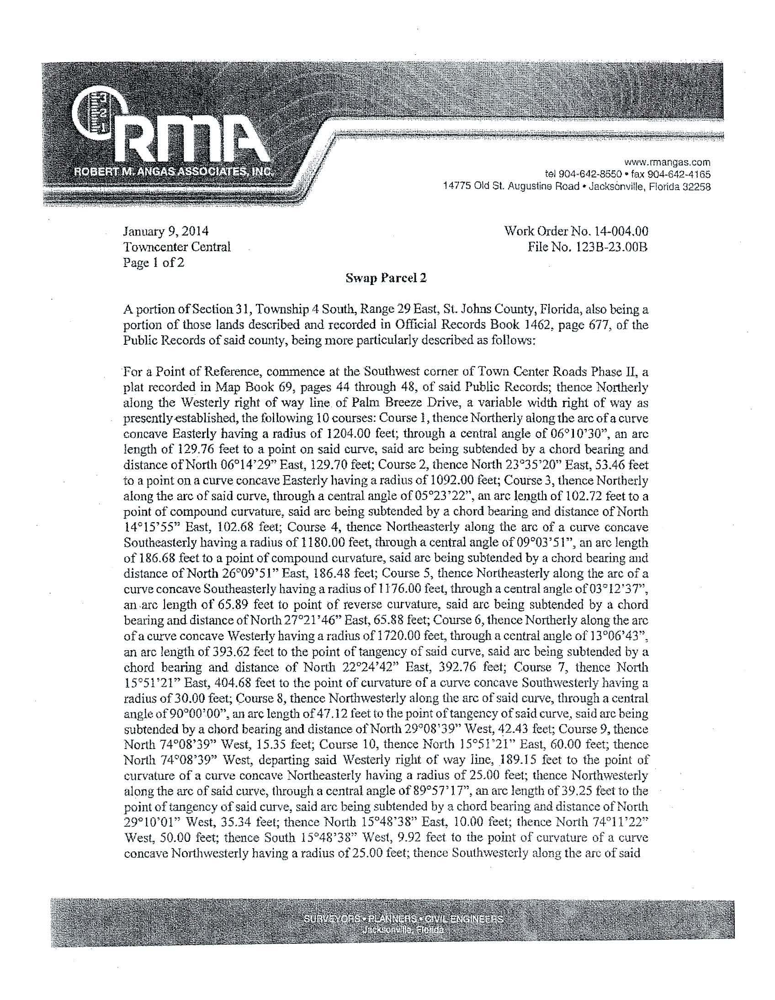 3
2
1
RMA
ROBERT M. ANGAS ASSOCIATES, INC.
www.rmangas.com
tel 904-642-8550 • fax 904-642-4165
14775 Old St. Augustine Road • Jacksonville, Florida 32258
January 9, 2014
Work Order No. 14-004.00
Towncenter Central
File No. 123B-23.00B
Page 1 of 2
Swap Parcel 2
A portion of Section 31, Township 4 South, Range 29 East, St. Johns County, Florida, also being a
portion of those lands described and recorded in Official Records Book 1462, page 677, of the
Public Records of said county, being more particularly described as follows:
For a Point of Reference, commence at the Southwest corner of Town Center Roads Phase II, a
plat recorded in Map Book 69, pages 44 through 48, of said Public Records; thence Northerly
along the Westerly right of way line of Palm Breeze Drive, a variable width right of way as
presently established, the following 10 courses: Course 1, thence Northerly along the arc of a curve
concave Easterly having a radius of 1204.00 feet; through a central angle of 06°10’30”, an arc
length of 129.76 feet to a point on said curve, said arc being subtended by a chord bearing and
distance of North 06°14’29” East, 129.70 feet; Course 2, thence North 23°35’20” East, 53.46 feet
to a point on a curve concave Easterly having a radius of 1092.00 feet; Course 3, thence Northerly
along the arc of said curve, through a central angle of 05°23’22”, an arc length of 102.72 feet to a
point of compound curvature, said arc being subtended by a chord bearing and distance of North
14°15’55” East, 102.68 feet; Course 4, thence Northeasterly along the arc of a curve concave
Southeasterly having a radius of 1180.00 feet, through a central angle of 09°03’51”, an arc length
of 186.68 feet to a point of compound curvature, said arc being subtended by a chord bearing and
distance of North 26°09’51” East, 186.48 feet; Course 5, thence Northeasterly along the arc of a
curve concave Southeasterly having a radius of 1176.00 feet, through a central angle of 03°12’37”,
an arc length of 65.89 feet to point of reverse curvature, said arc being subtended by a chord
bearing and distance of North 27°21’46” East, 65.88 feet; Course 6, thence Northerly along the arc
of a curve concave Westerly having a radius of 1720.00 feet, through a central angle of 13°06’43”,
an arc length of 393.62 feet to the point of tangency of said curve, said arc being subtended by a
chord bearing and distance of North 22°24’42” East, 392.76 feet; Course 7, thence North
15°51’21” East, 404.68 feet to the point of curvature of a curve concave Southwesterly having a
radius of 30.00 feet; Course 8, thence Northwesterly along the arc of said curve, through a central
angle of 90°00’00”, an arc length of 47.12 feet to the point of tangency of said curve, said arc being
subtended by a chord bearing and distance of North 29°08’39” West, 42.43 feet; Course 9, thence
North 74°08’39” West, 15.35 feet; Course 10, thence North 15°51’21” East, 60.00 feet; thence
North 74°08’39” West, departing said Westerly right of way line, 189.15 feet to the point of
curvature of a curve concave Northeasterly having a radius of 25.00 feet; thence Northwesterly
along the arc of said curve, through a central angle of 89°57’17”, an arc length of 39.25 feet to the
point of tangency of said curve, said arc being subtended by a chord bearing and distance of North
29°10’01” West, 35.34 feet; thence North 15°48’38” East, 10.00 feet; thence North 74°11’22”
West, 50.00 feet; thence South 15°48’38” West, 9.92 feet to the point of curvature of a curve
concave Northwesterly having a radius of 25.00 feet; thence Southwesterly along the arc of said
SURVEYORS • PLANNERS • CIVIL ENGINEERS
Jacksonville, Florida